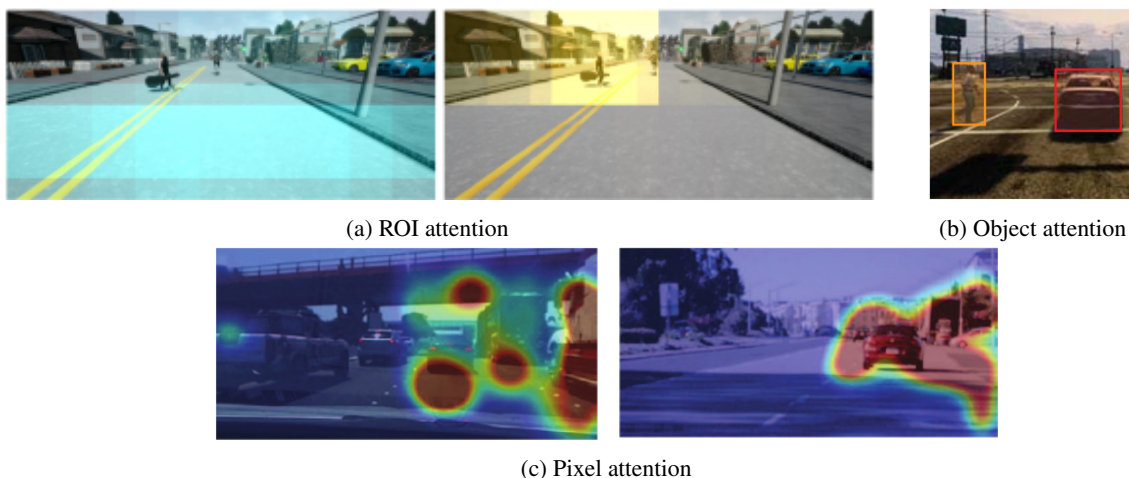 (a) ROI attention
(b) Object attention
(c) Pixel attention